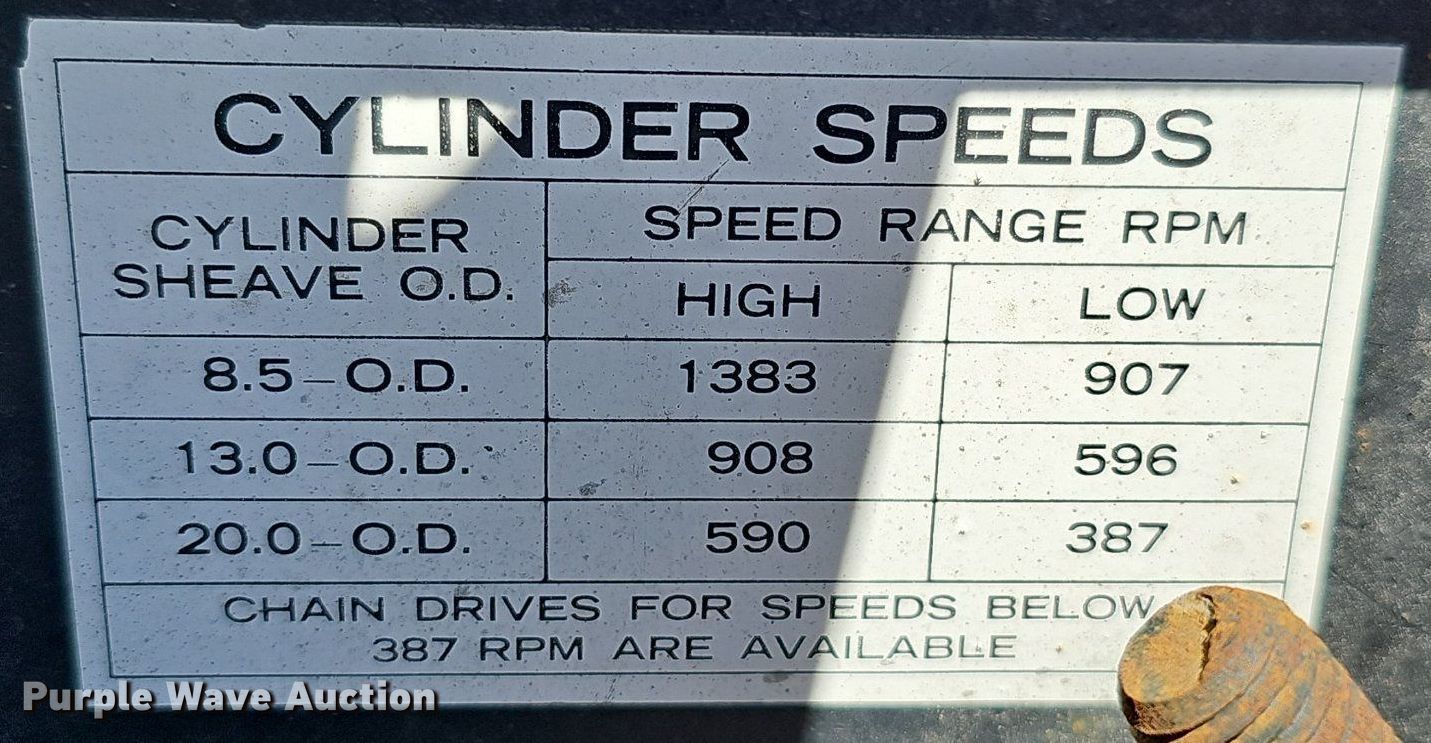 CYLINDER SPEEDS
CYLINDER
SHEAVE O.D.
SPEED RANGE RPM
HIGH LOW
8.5-O.D. 1383 907
13.0-O.D. 908 596
20.0-O.D. 590 387
CHAIN DRIVES FOR SPEEDS BELOW
387 RPM ARE AVAILABLE
Purple Wave Auction